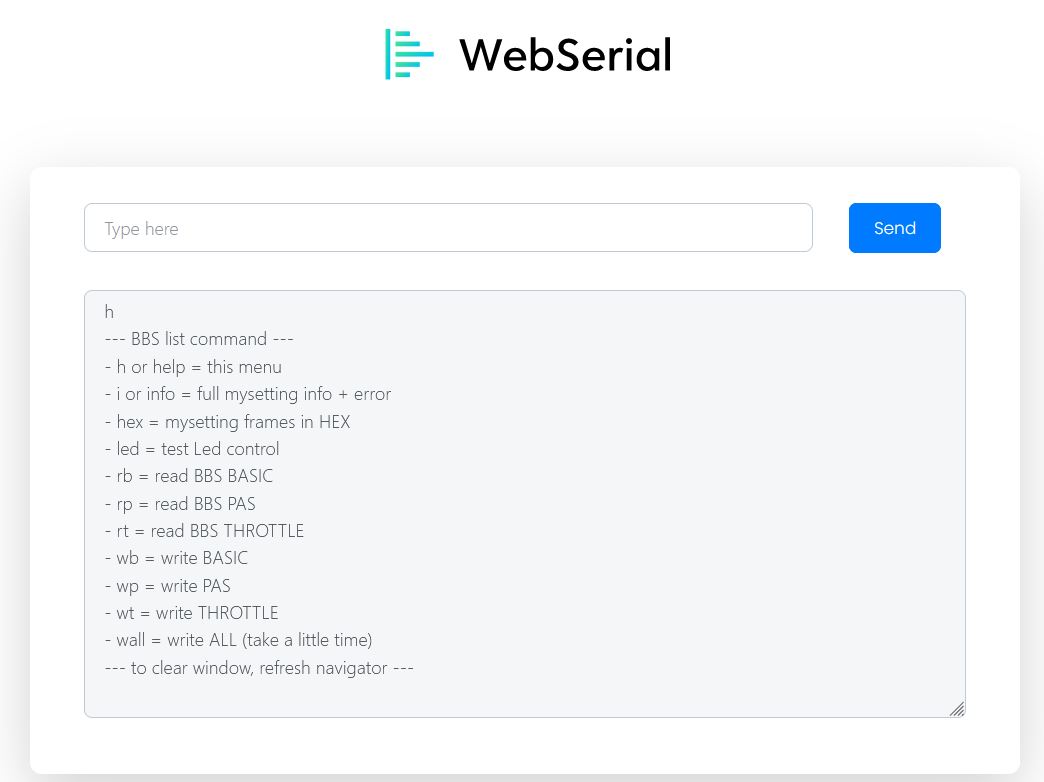 WebSerial
Type here
Send
h
--- BBS list command ---
- h or help = this menu
- i or info = full mysetting info + error
- hex = mysetting frames in HEX
- led = test Led control
- rb = read BBS BASIC
- rp = read BBS PAS
- rt = read BBS THROTTLE
- wb = write BASIC
- wp = write PAS
- wt = write THROTTLE
- wall = write ALL (take a little time)
--- to clear window, refresh navigator ---